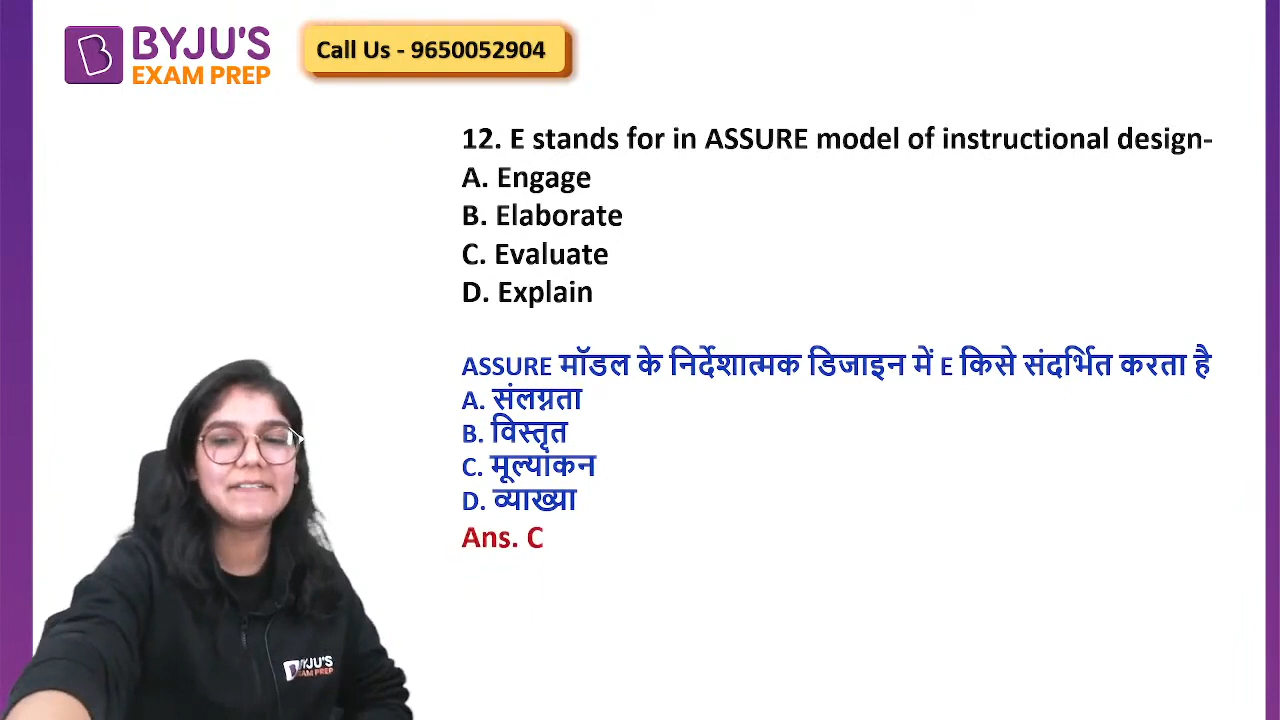 BYJU'S
EXAM PREP
Call Us - 9650052904
12. E stands for in ASSURE model of instructional design-
A. Engage
B. Elaborate
C. Evaluate
D. Explain
ASSURE मॉडल के निर्देशात्मक डिजाइन में E किसे संदर्भित करता है
A. संलग्नता
B. विस्तृत
C. मूल्यांकन
D. व्याख्या
Ans. C
BYJU'S
EXAM PREP